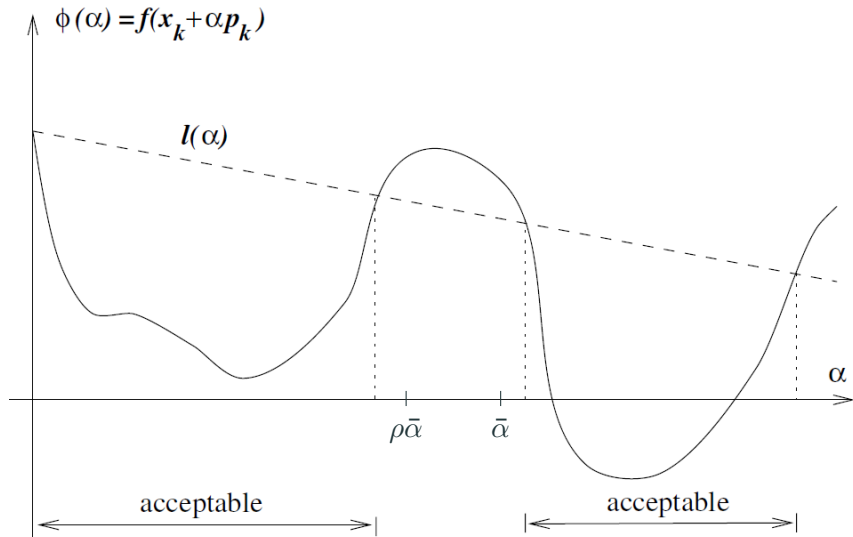 ϕ(α) = f(x_k + αp_k)
l(α)
α
ρᾱ
ᾱ
acceptable
acceptable